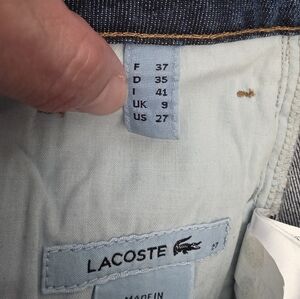 F 37
D 35
I 41
UK 9
US 27
LACOSTE 27
MADE IN